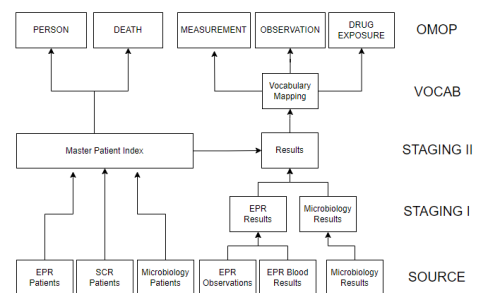 PERSON
DEATH
MEASUREMENT
OBSERVATION
DRUG
EXPOSURE
OMOP
Vocabulary
Mapping
VOCAB
Master Patient Index
Results
STAGING II
EPR
Results
Microbiology
Results
STAGING I
EPR
Patients
SCR
Patients
Microbiology
Patients
EPR
Observations
EPR Blood
Results
Microbiology
Results
SOURCE